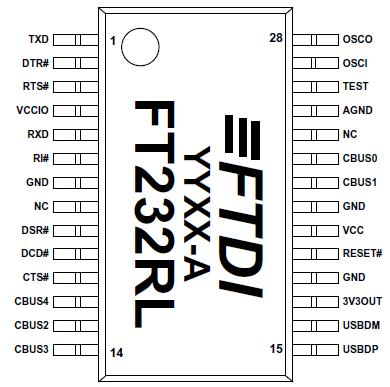 TXD 1 28 OSCO
DTR# OSCI
RTS# TEST
VCCIO AGND
RXD NC
RI# CBUS0
GND CBUS1
NC GND
DSR# VCC
DCD# RESET#
CTS# GND
CBUS4 3V3OUT
CBUS2 USBDM
CBUS3 14 15 USBDP
FTDI
YYXX-A
FT232RL